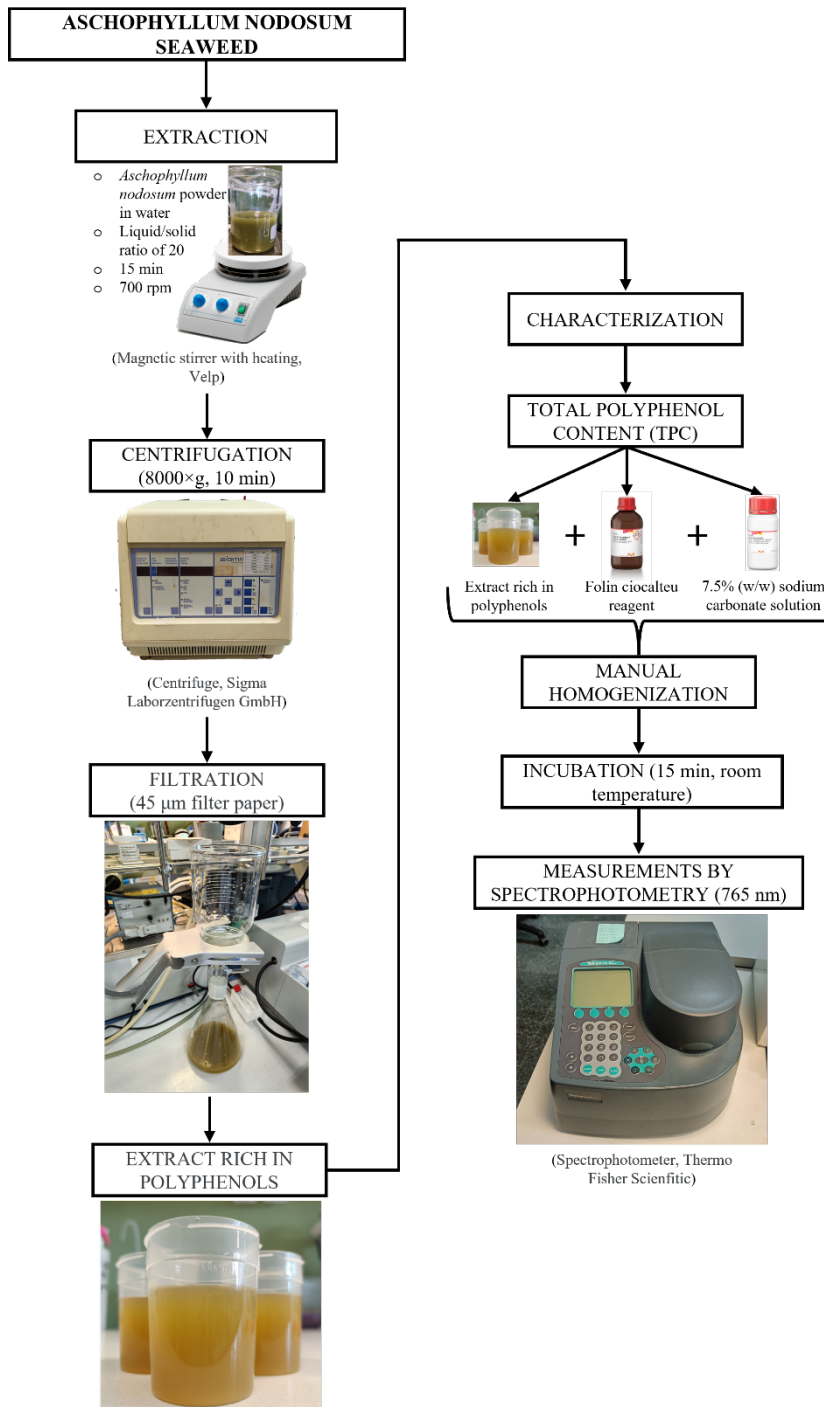 ASCHOPHYLLUM NODOSUM
SEAWEED
EXTRACTION
o Aschophyllum
nodosum powder
in water
o Liquid/solid
ratio of 20
o 15 min
o 700 rpm
(Magnetic stirrer with heating,
Velp)
CENTRIFUGATION
(8000×g, 10 min)
(Centrifuge, Sigma
Laborzentrifugen GmbH)
FILTRATION
(45 µm filter paper)
EXTRACT RICH IN
POLYPHENOLS
CHARACTERIZATION
TOTAL POLYPHENOL
CONTENT (TPC)
+
+
Extract rich in
polyphenols
Folin ciocalteu
reagent
7.5% (w/w) sodium
carbonate solution
MANUAL
HOMOGENIZATION
INCUBATION (15 min, room
temperature)
MEASUREMENTS BY
SPECTROPHOTOMETRY (765 nm)
(Spectrophotometer, Thermo
Fisher Scienfitic)